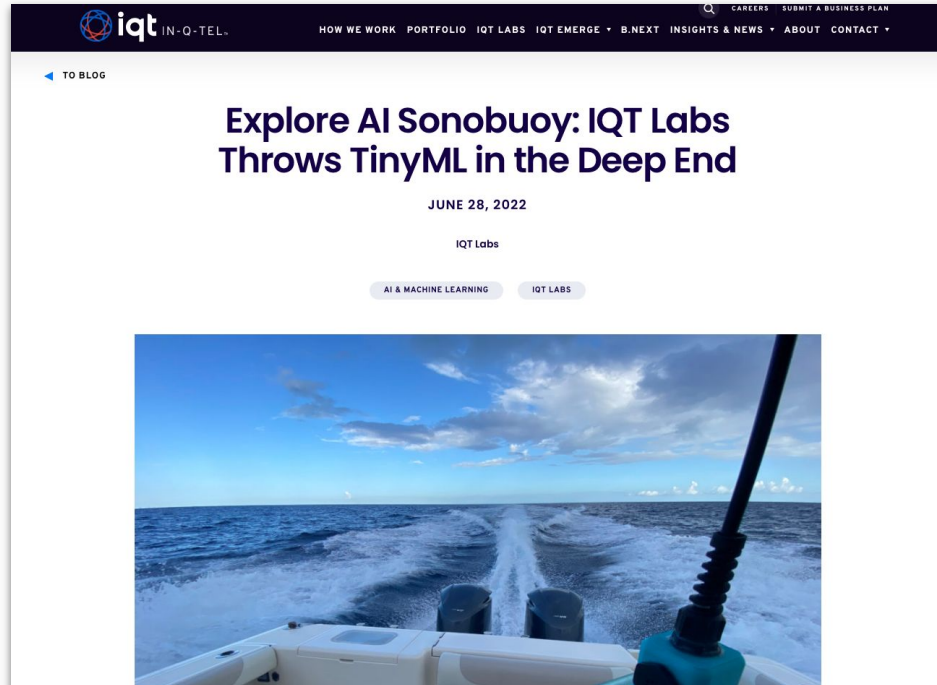 iqt IN-Q-TEL
CAREERS SUBMIT A BUSINESS PLAN
HOW WE WORK PORTFOLIO IQT LABS IQT EMERGE ▾ B.NEXT INSIGHTS & NEWS ▾ ABOUT CONTACT ▾
◀ TO BLOG
Explore AI Sonobuoy: IQT Labs
Throws TinyML in the Deep End
JUNE 28, 2022
IQT Labs
AI & MACHINE LEARNING IQT LABS